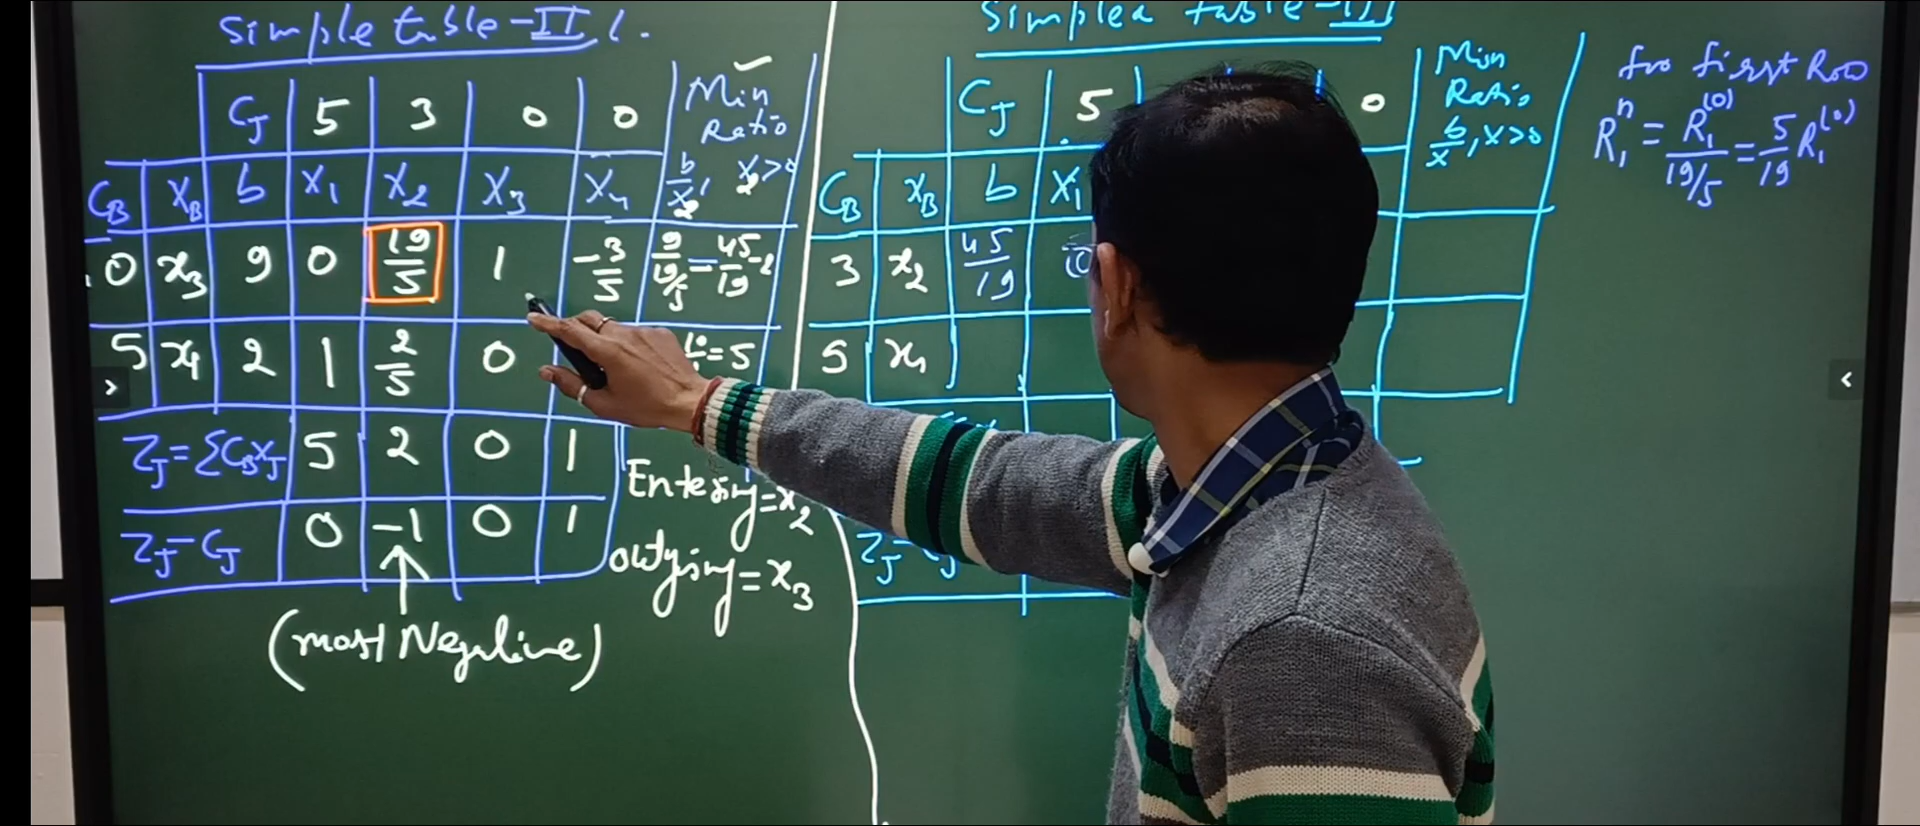 Simple table-II
CJ 5 3 0 0 Min Ratio b/x2, x2>0
CB XB b X1 X2 X3 X4
0 x3 9 0 19/5 1 -3/5 9/19/5 = 45/19
5 x1 2 1 2/5 0 = 5
ZJ=ΣCBXJ 5 2 0 1
ZJ-CJ 0 -1 0 1
Entering=x2
outgoing=x3
(most Negative)
Simplex table-III
CJ 5 0 Min Ratio b/x, x>0
CB XB b X1
3 x2 45/19 0
5 x1
ZJ-CJ
for first Row
R1^n = R1^(0)/19/5 = 5/19 R1^(0)